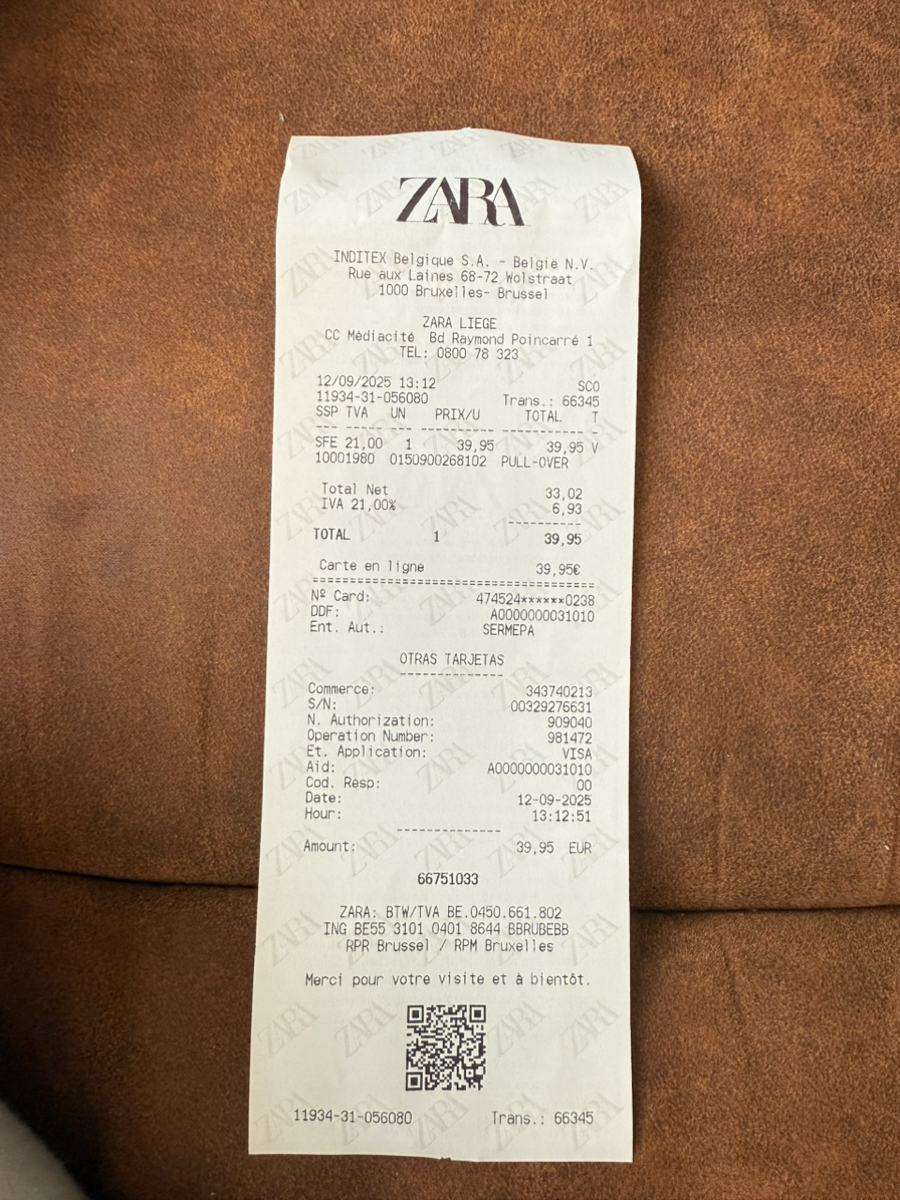 ZARA
INDITEX Belgique S.A. - België N.V.
Rue aux Laines 68-72 Wolstraat
1000 Bruxelles- Brussel
ZARA LIEGE
CC Médiacité Bd Raymond Poincarré 1
TEL: 0800 78 323
12/09/2025 13:12 SCO
11934-31-056080 Trans.: 66345
SSP TVA UN PRIX/U TOTAL T
--- ----- --- ---------- ----------- -
SFE 21,00 1 39,95 39,95 V
10001980 0150900268102 PULL-OVER
Total Net 33,02
IVA 21,00% 6,93
----------
TOTAL 1 39,95
Carte en ligne 39,95€
========================================
Nº Card: 474524******0238
DDF: A0000000031010
Ent. Aut.: SERMEPA
OTRAS TARJETAS
--------------
Commerce: 343740213
S/N: 00329276631
N. Authorization: 909040
Operation Number: 981472
Et. Application: VISA
Aid: A0000000031010
Cod. Resp: 00
Date: 12-09-2025
Hour: 13:12:51
--------------
Amount: 39,95 EUR
66751033
ZARA: BTW/TVA BE.0450.661.802
ING BE55 3101 0401 8644 BBRUBEBB
RPR Brussel / RPM Bruxelles
Merci pour votre visite et à bientôt.
11934-31-056080 Trans.: 66345